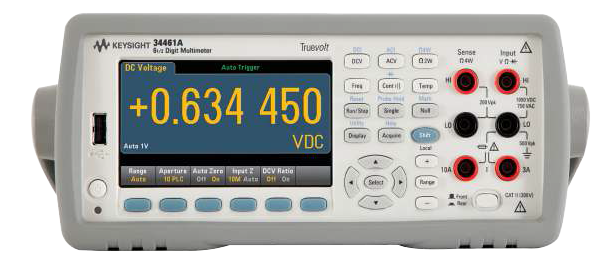 KEYSIGHT 34461A
6½ Digit Multimeter
Truevolt
DC Voltage
Auto Trigger
+0.634 450
VDC
Auto 1V
Range Aperture Auto Zero Input Z DCV Ratio
Auto 10 PLC Off On 10M Auto Off On
DCI ACI Ω4W
DCV ACV Ω2W
Freq Cont Temp
Reset Probe Hold Math
Run/Stop Single Null
Utility Help
Display Acquire Shift
Local
+
Select Range
−
Sense Input
Ω4W VΩ
HI HI
200 Vpk 1000 VDC
750 VAC
LO LO
500 Vpk
10A I 3A
Front
Rear
CAT II (300V)